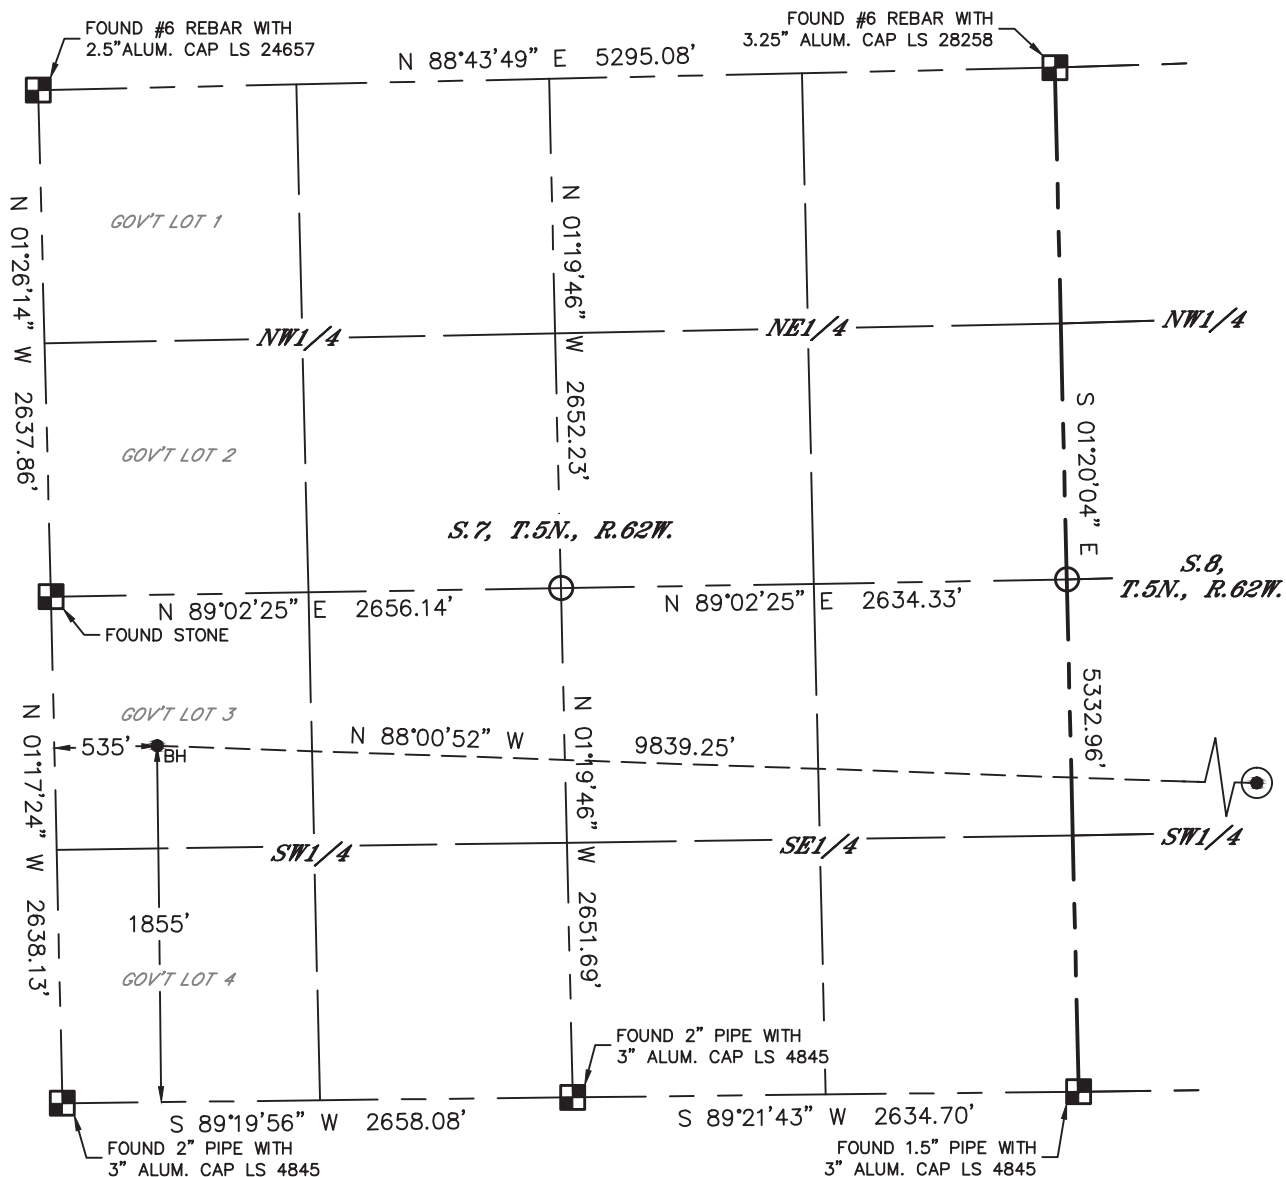 FOUND #6 REBAR WITH
2.5” ALUM. CAP LS 24657
N 88°43'49” E 5295.08'
FOUND #6 REBAR WITH
3.25” ALUM. CAP LS 28258
N 01°26'14” W 2637.86'
GOV'T LOT 1
N 01°19'46” W 2652.23'
NW1/4
NE1/4
NW1/4
S 01°20'04” E
5332.96'
GOV'T LOT 2
S.7, T.5N., R.62W.
S.8,
T.5N., R.62W.
N 89°02'25” E 2656.14'
N 89°02'25” E 2634.33'
FOUND STONE
N 01°17'24” W 2638.13'
GOV'T LOT 3
535'
BH
N 88°00'52” W 9839.25'
N 01°19'46” W 2651.69'
SW1/4
SE1/4
SW1/4
1855'
GOV'T LOT 4
FOUND 2” PIPE WITH
3” ALUM. CAP LS 4845
S 89°19'56” W 2658.08'
S 89°21'43” W 2634.70'
FOUND 2” PIPE WITH
3” ALUM. CAP LS 4845
FOUND 1.5” PIPE WITH
3” ALUM. CAP LS 4845